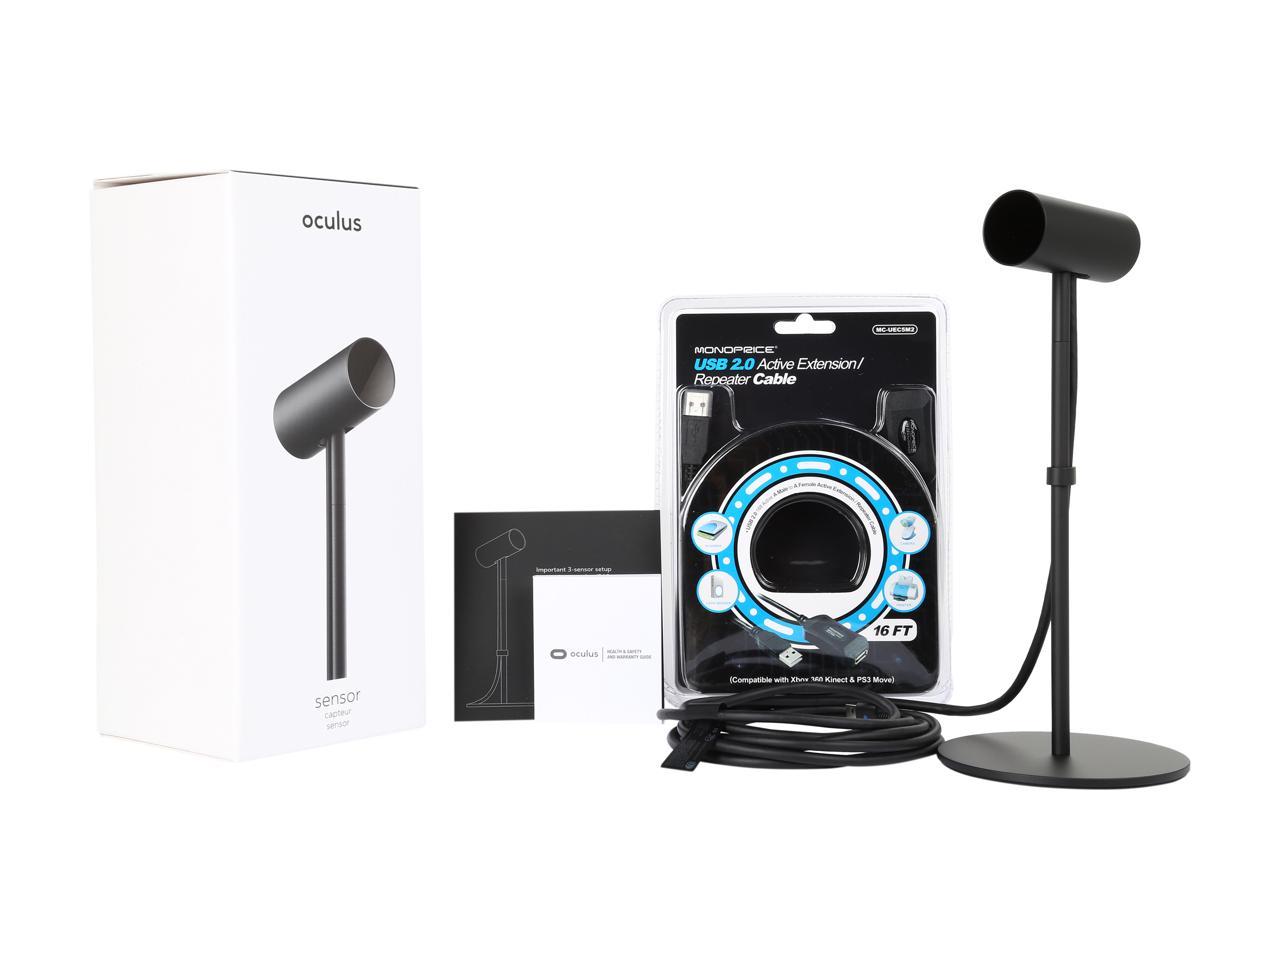 oculus
sensor
capteur
sensor
Important 3-sensor setup
oculus
HEALTH & SAFETY
AND WARRANTY GUIDE
MC-UEC5M2
MONOPRICE®
USB 2.0 Active Extension/
Repeater Cable
16 FT
(Compatible with Xbox 360 Kinect & PS3 Move)